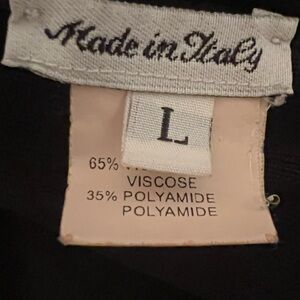 Made in Italy
L
65%
VISCOSE
35% POLYAMIDE
POLYAMIDE